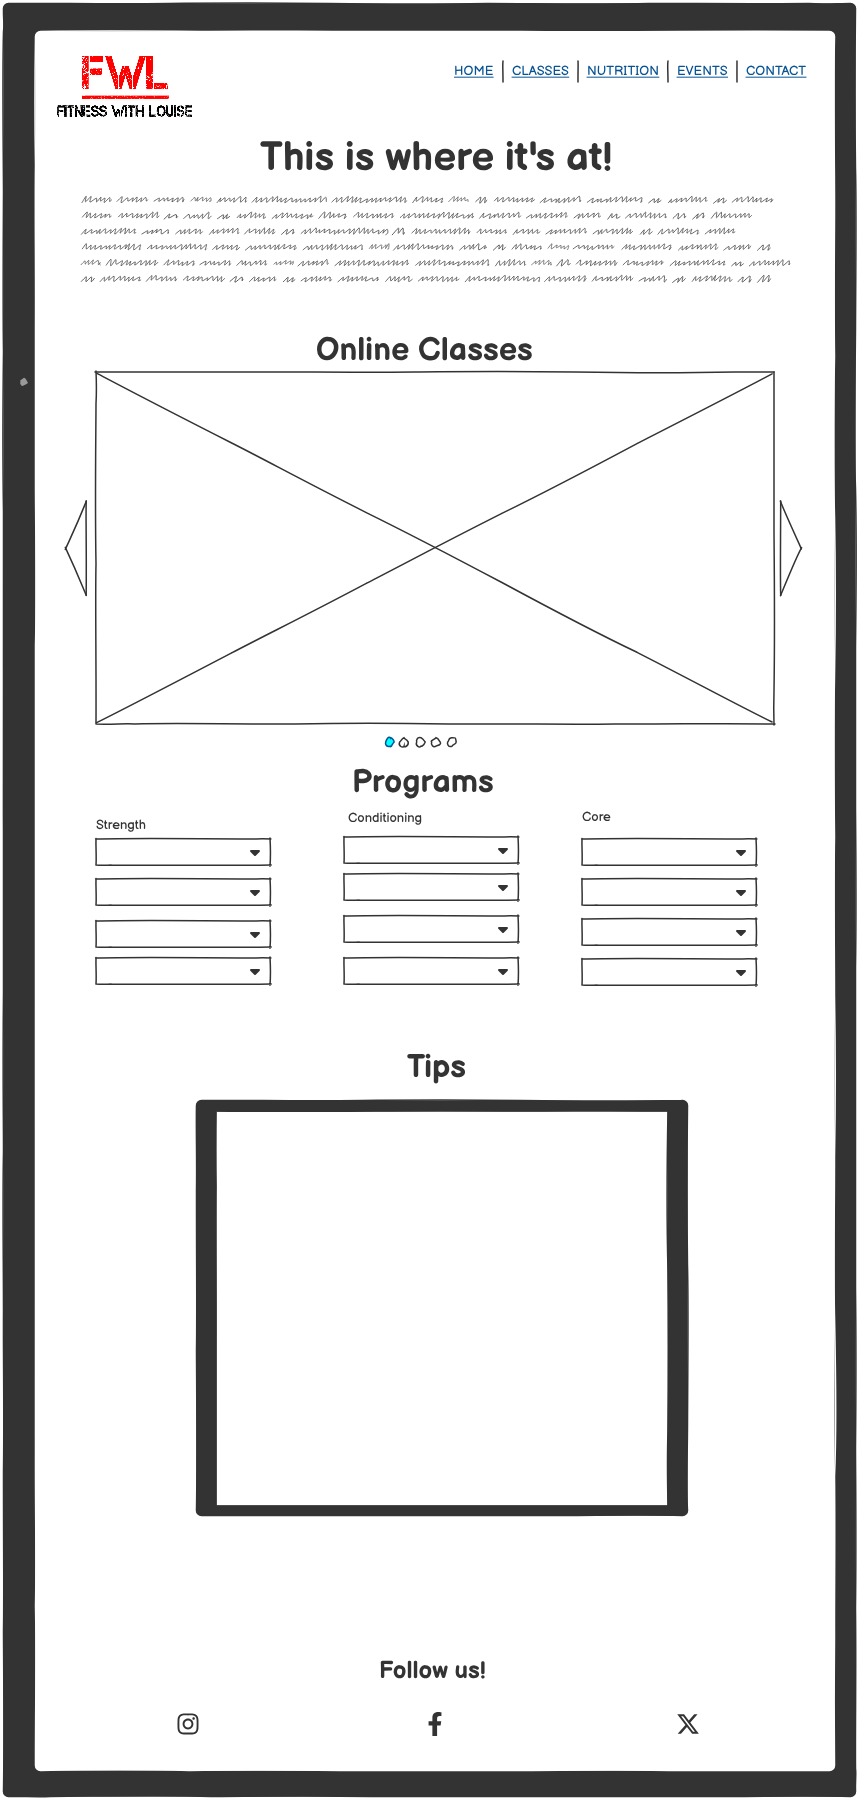 FWL
FITNESS WITH LOUISE
HOME | CLASSES | NUTRITION | EVENTS | CONTACT
This is where it's at!
Online Classes
Programs
Strength
Conditioning
Core
Tips
Follow us!